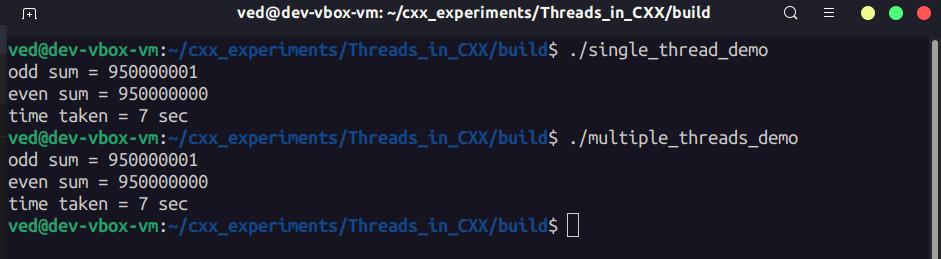 ved@dev-vbox-vm: ~/cxx_experiments/Threads_in_CXX/build
ved@dev-vbox-vm:~/cxx_experiments/Threads_in_CXX/build$ ./single_thread_demo
odd sum = 950000001
even sum = 950000000
time taken = 7 sec
ved@dev-vbox-vm:~/cxx_experiments/Threads_in_CXX/build$ ./multiple_threads_demo
odd sum = 950000001
even sum = 950000000
time taken = 7 sec
ved@dev-vbox-vm:~/cxx_experiments/Threads_in_CXX/build$